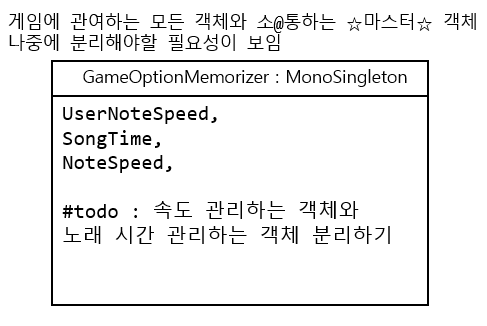 게임에 관여하는 모든 객체와 소@통하는 ☆마스터☆ 객체
나중에 분리해야할 필요성이 보임
GameOptionMemorizer : MonoSingleton
UserNoteSpeed,
SongTime,
NoteSpeed,
#todo : 속도 관리하는 객체와
노래 시간 관리하는 객체 분리하기